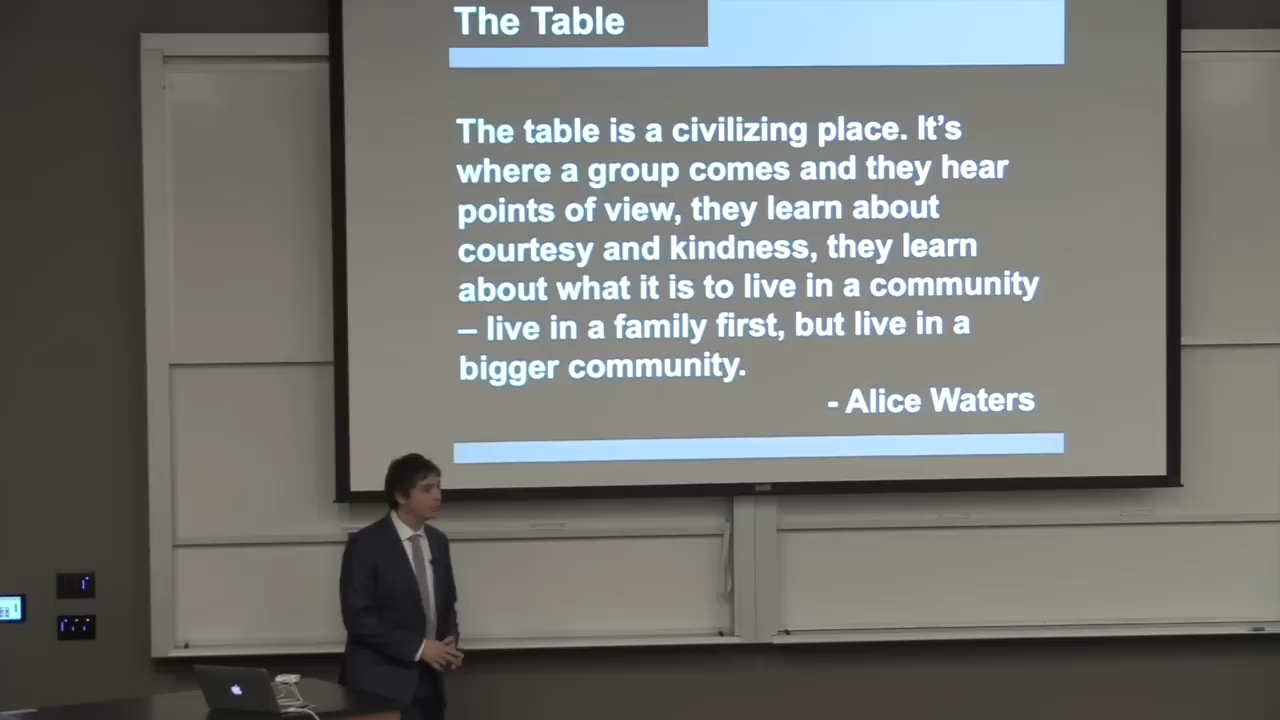 The Table
The table is a civilizing place. It's
where a group comes and they hear
points of view, they learn about
courtesy and kindness, they learn
about what it is to live in a community
– live in a family first, but live in a
bigger community.
- Alice Waters